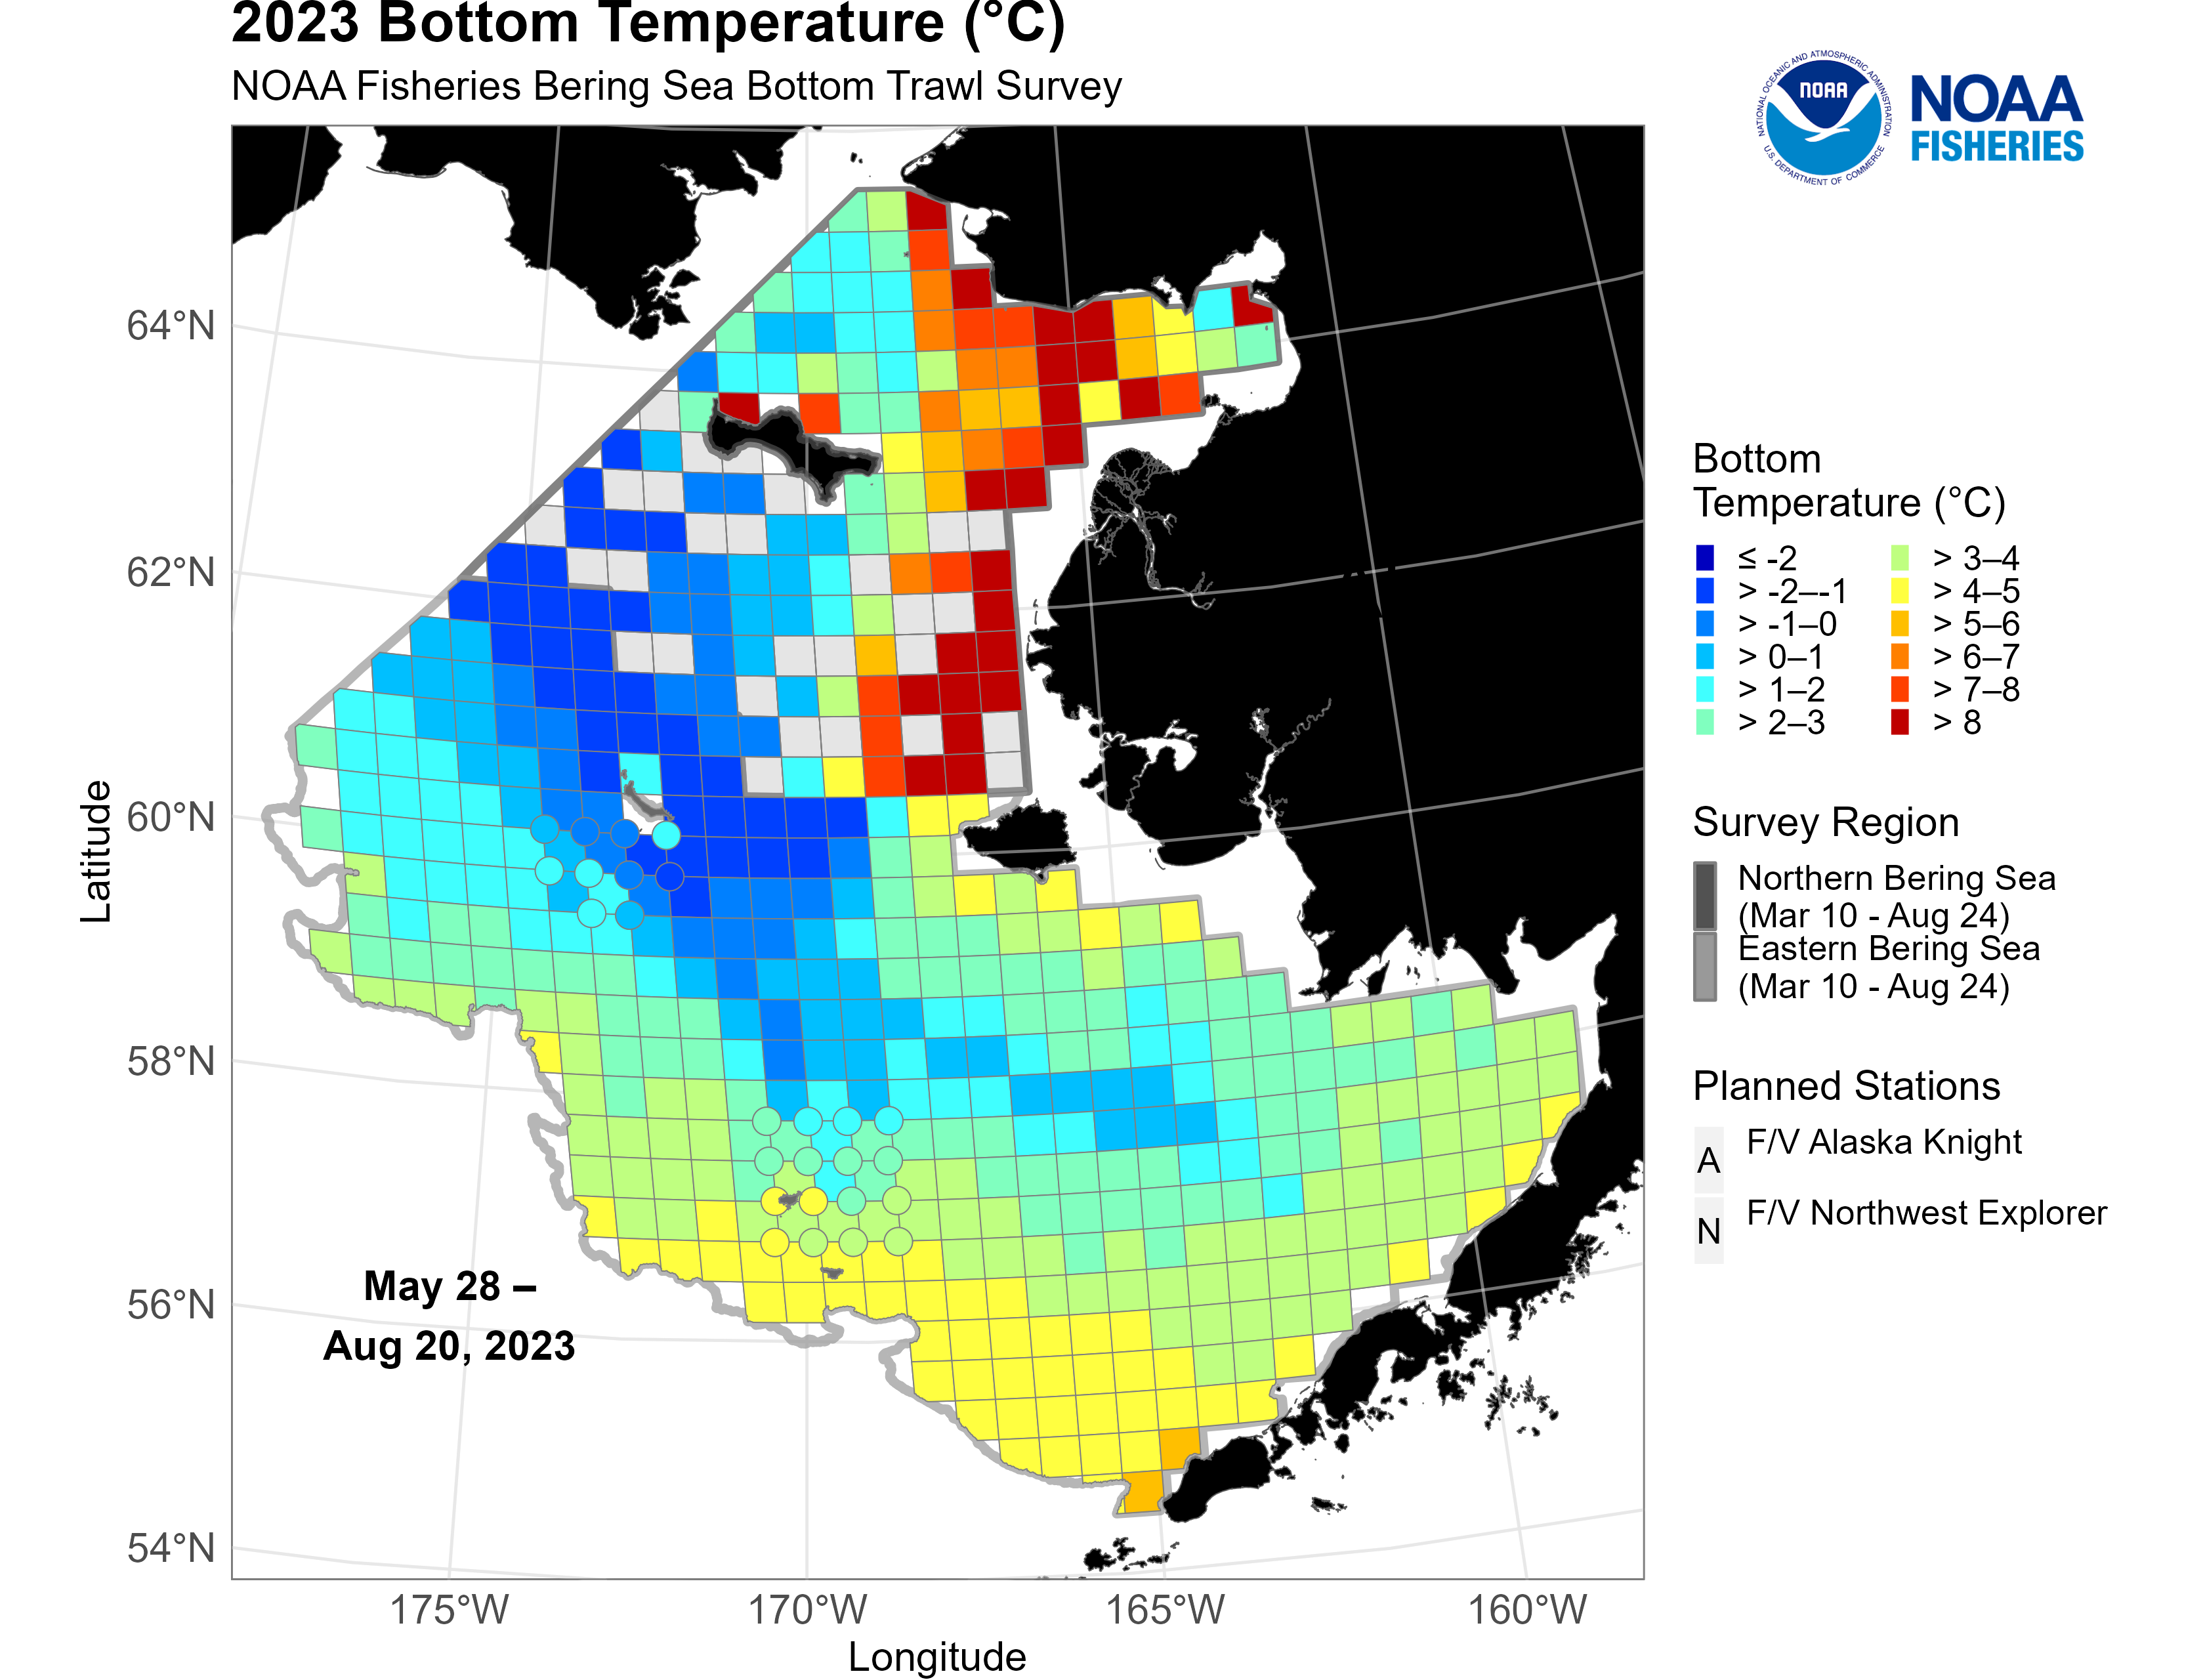 2023 Bottom Temperature (°C)
NOAA Fisheries Bering Sea Bottom Trawl Survey
NATIONAL OCEANIC AND ATMOSPHERIC ADMINISTRATION
NOAA
U.S. DEPARTMENT OF COMMERCE
NOAA
FISHERIES
64°N
62°N
60°N
58°N
56°N
54°N
Latitude
175°W
170°W
165°W
160°W
Longitude
May 28 –
Aug 20, 2023
Bottom
Temperature (°C)
≤ -2
> -2–-1
> -1–0
> 0–1
> 1–2
> 2–3
> 3–4
> 4–5
> 5–6
> 6–7
> 7–8
> 8
Survey Region
Northern Bering Sea
(Mar 10 - Aug 24)
Eastern Bering Sea
(Mar 10 - Aug 24)
Planned Stations
A F/V Alaska Knight
N F/V Northwest Explorer